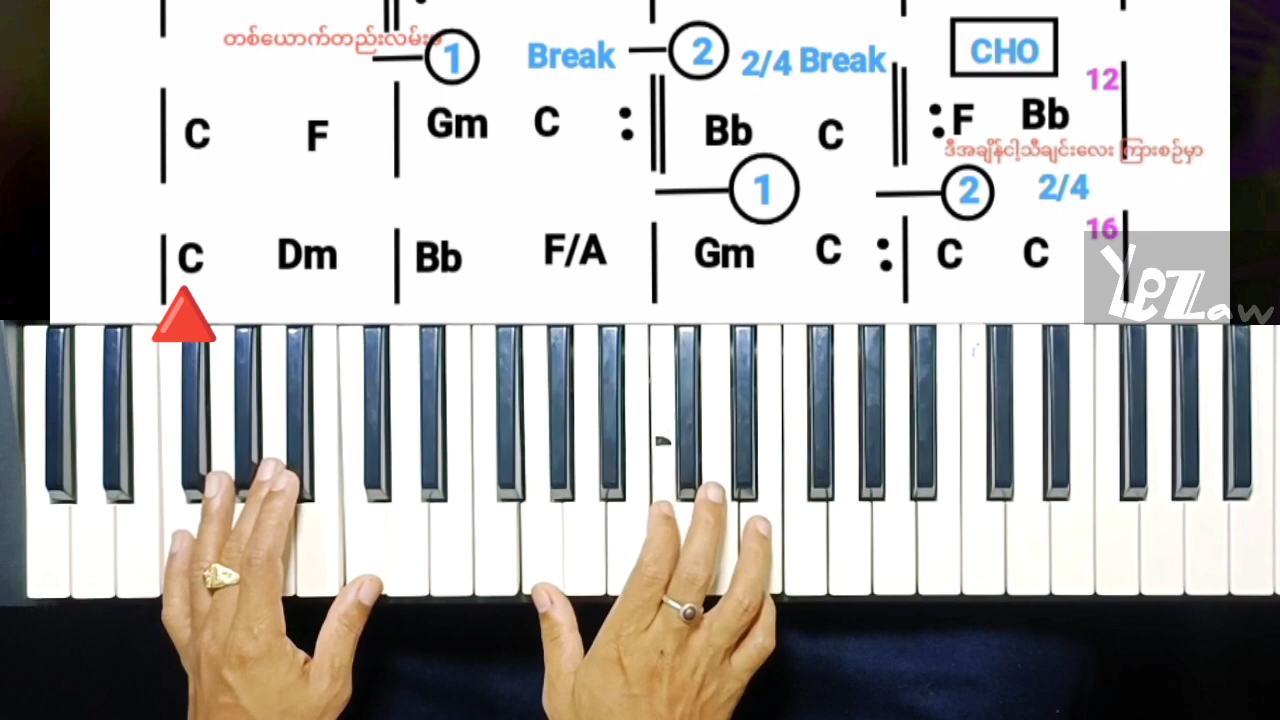 တစ်ယောက်တည်းလမ်းမ
1 Break 2 2/4 Break CHO
12
C F Gm C : Bb C : F Bb
ဒီအချိန်ငါ့သီချင်းလေး ကြားစဉ်မှာ
1 2 2/4
16
C Dm Bb F/A Gm C : C C
YeZLaw